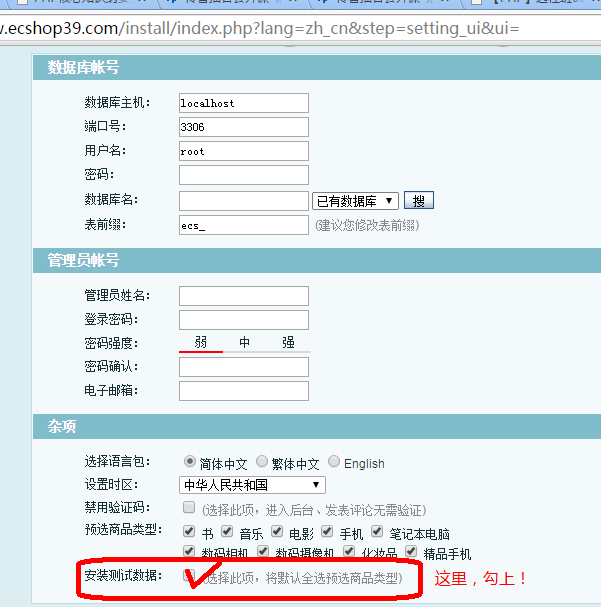 w.ecshop39.com/install/index.php?lang=zh_cn&step=setting_ui&ui=
数据库帐号
数据库主机： localhost
端口号： 3306
用户名： root
密码：
数据库名： 已有数据库 搜
表前缀： ecs_ (建议您修改表前缀)
管理员帐号
管理员姓名：
登录密码：
密码强度： 弱 中 强
密码确认：
电子邮箱：
杂项
选择语言包： 简体中文 繁体中文 English
设置时区： 中华人民共和国
禁用验证码： (选择此项，进入后台、发表评论无需验证)
预选商品类型： 书 音乐 电影 手机 笔记本电脑
数码相机 数码摄像机 化妆品 精品手机
安装测试数据： (选择此项，将默认全选预选商品类型) 这里，勾上！